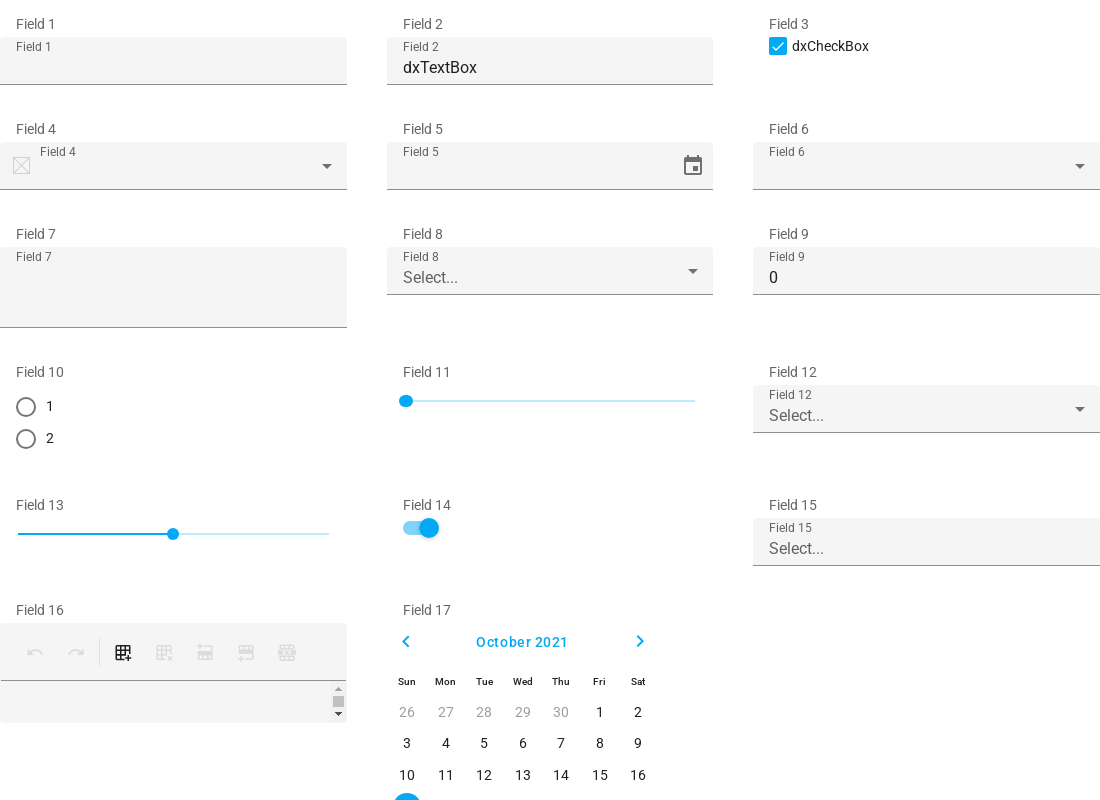 Field 1
Field 1
Field 2
Field 2
dxTextBox
Field 3
dxCheckBox
Field 4
Field 4
Field 5
Field 5
Field 6
Field 6
Field 7
Field 7
Field 8
Field 8
Select...
Field 9
Field 9
0
Field 10
1
2
Field 11
Field 12
Field 12
Select...
Field 13
Field 14
Field 15
Field 15
Select...
Field 16
Field 17
October 2021
Sun Mon Tue Wed Thu Fri Sat
26 27 28 29 30 1 2
3 4 5 6 7 8 9
10 11 12 13 14 15 16